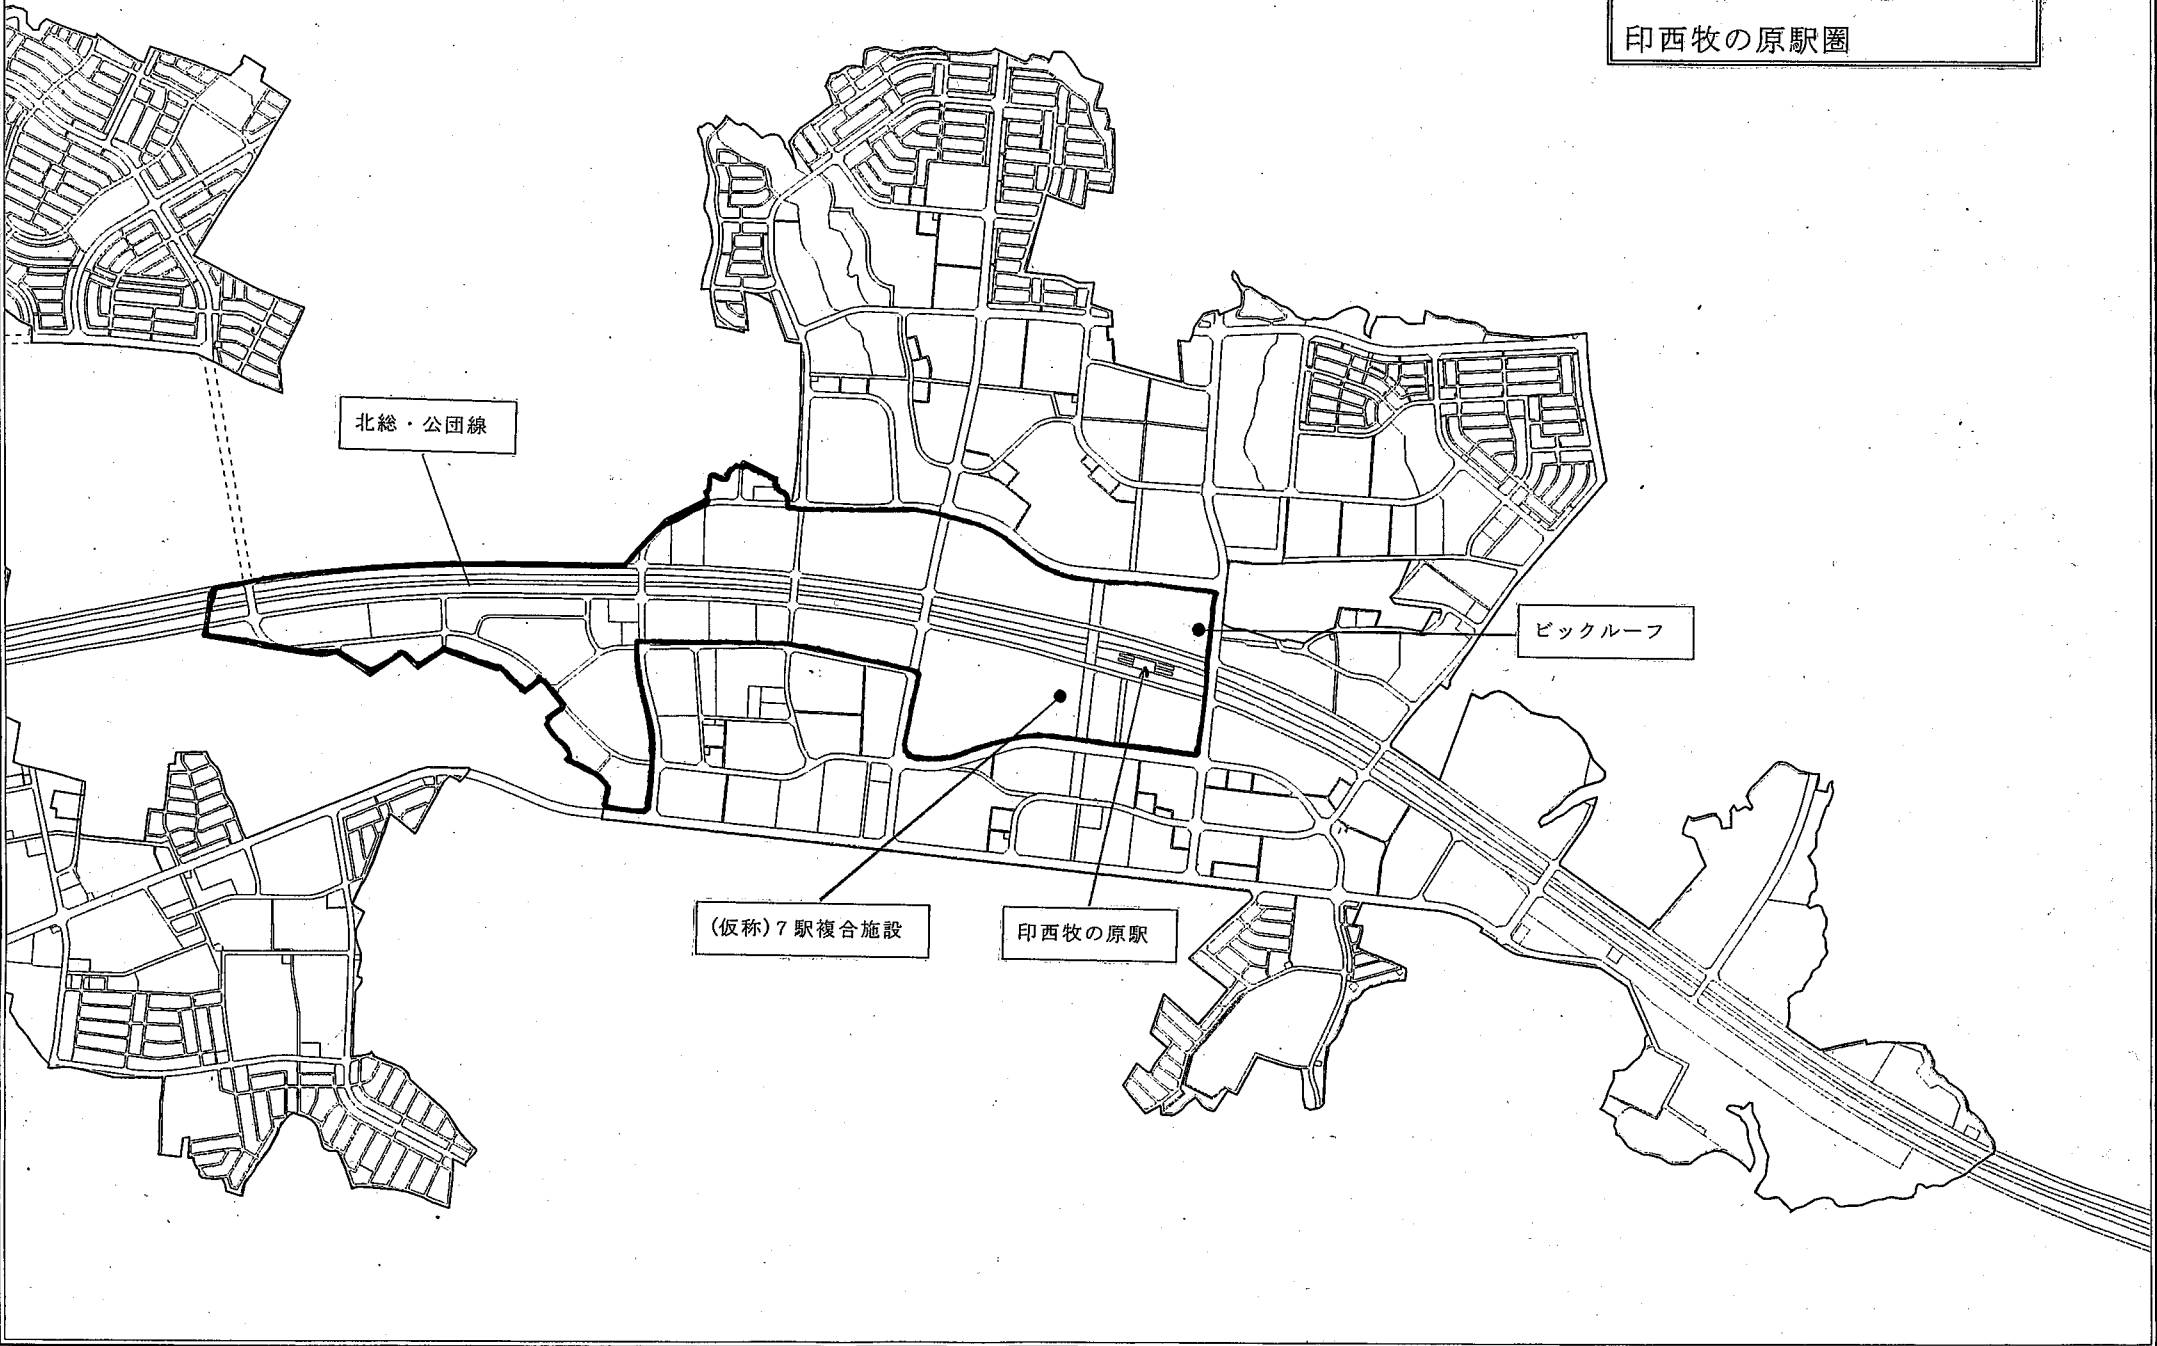 印西牧の原駅圏
北総・公団線
ビックルーフ
(仮称)7駅複合施設
印西牧の原駅